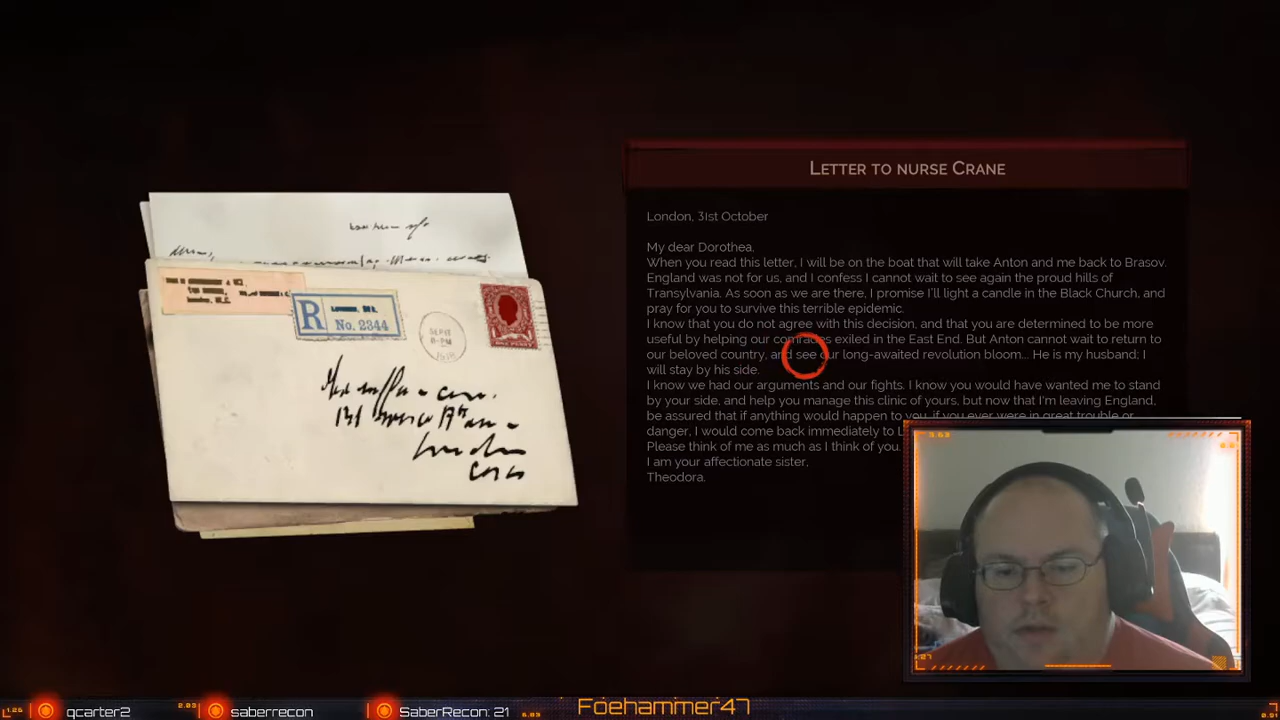 LETTER TO NURSE CRANE
London, 31st October
My dear Dorothea,
When you read this letter, I will be on the boat that will take Anton and me back to Brasov.
England was not for us, and I confess I cannot wait to see again the proud hills of
Transylvania. As soon as we are there, I promise I'll light a candle in the Black Church, and
pray for you to survive this terrible epidemic.
I know that you do not agree with this decision, and that you are determined to be more
useful by helping our comrades exiled in the East End. But Anton cannot wait to return to
our beloved country, and see our long-awaited revolution bloom... He is my husband; I
will stay by his side.
I know we had our arguments and our fights. I know you would have wanted me to stand
by your side, and help you manage this clinic of yours, but now that I'm leaving England,
be assured that if anything would happen to you, if you ever were in great trouble or
danger, I would come back immediately to
Please think of me as much as I think of you.
I am your affectionate sister,
Theodora.
R
No. 2344
3.63
1.25
qcarter2
2.03
saberrecon
SaberRecon: 21
6.03
Foehammer47